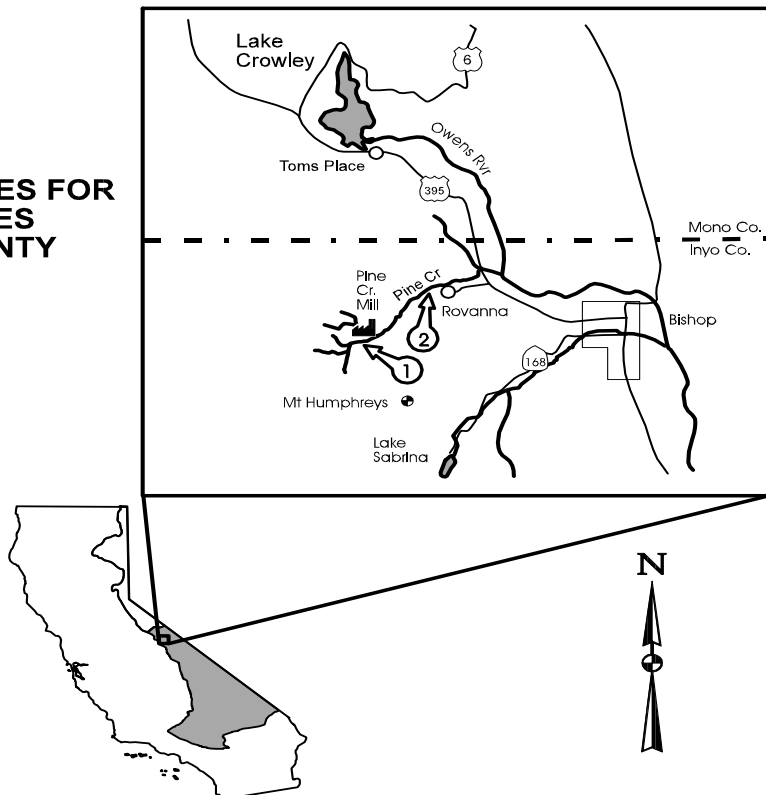 ES FOR
ES
NTY
Lake
Crowley
6
Owens Rvr
Toms Place
395
Mono Co.
Inyo Co.
Pine
Cr.
Mill
Pine Cr
Rovanna
Bishop
2
1
168
Mt Humphreys
Lake
Sabrina
N